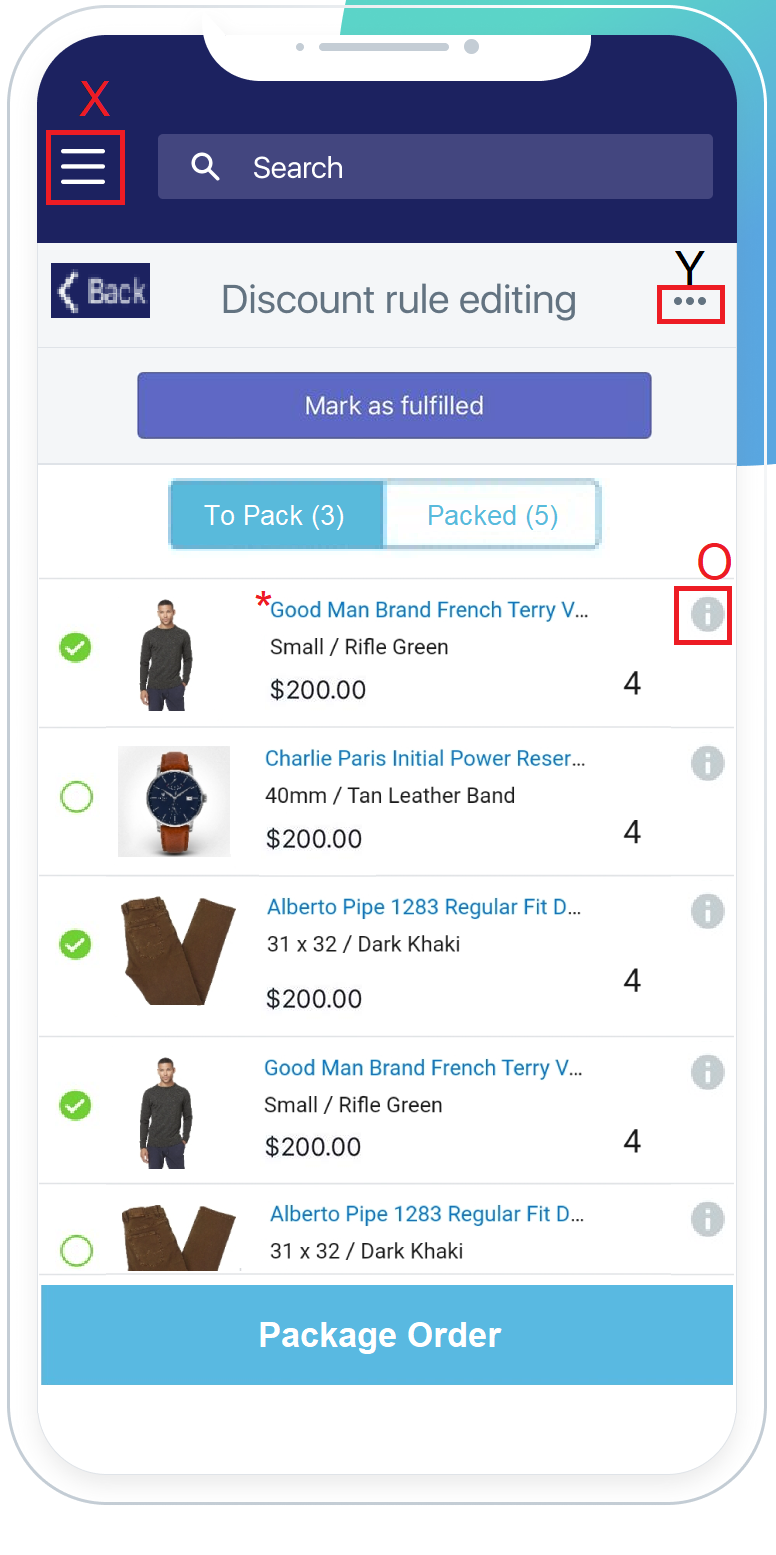 X
Search
Y
Back
Discount rule editing
Mark as fulfilled
To Pack (3)
Packed (5)
O
*Good Man Brand French Terry V...
Small / Rifle Green
$200.00
4
Charlie Paris Initial Power Reser...
40mm / Tan Leather Band
$200.00
4
Alberto Pipe 1283 Regular Fit D...
31 x 32 / Dark Khaki
$200.00
4
Good Man Brand French Terry V...
Small / Rifle Green
$200.00
4
Alberto Pipe 1283 Regular Fit D...
31 x 32 / Dark Khaki
Package Order